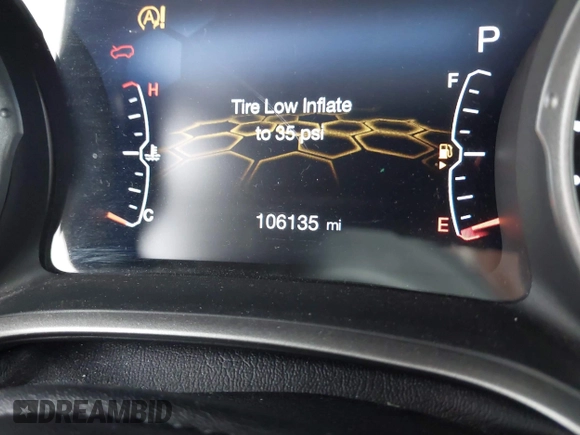 A !
P
H
F
Tire Low Inflate
to 35 psi
C
106135 mi
E
DREAMBID